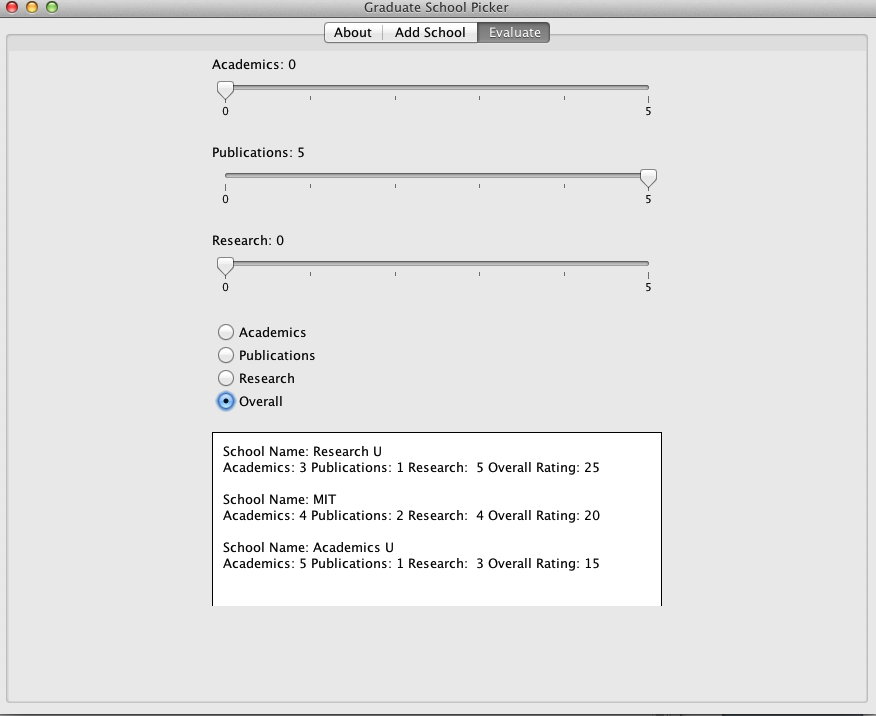 Graduate School Picker
About Add School Evaluate
Academics: 0
0 5
Publications: 5
0 5
Research: 0
0 5
Academics
Publications
Research
Overall
School Name: Research U
Academics: 3 Publications: 1 Research:  5 Overall Rating: 25
School Name: MIT
Academics: 4 Publications: 2 Research:  4 Overall Rating: 20
School Name: Academics U
Academics: 5 Publications: 1 Research:  3 Overall Rating: 15